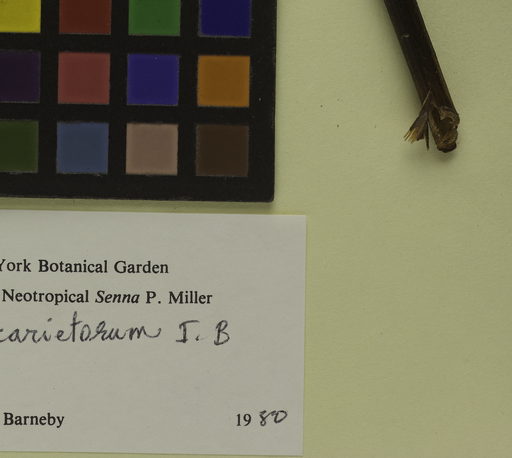 York Botanical Garden
Neotropical Senna P. Miller
carietorum I. B
Barneby 1980